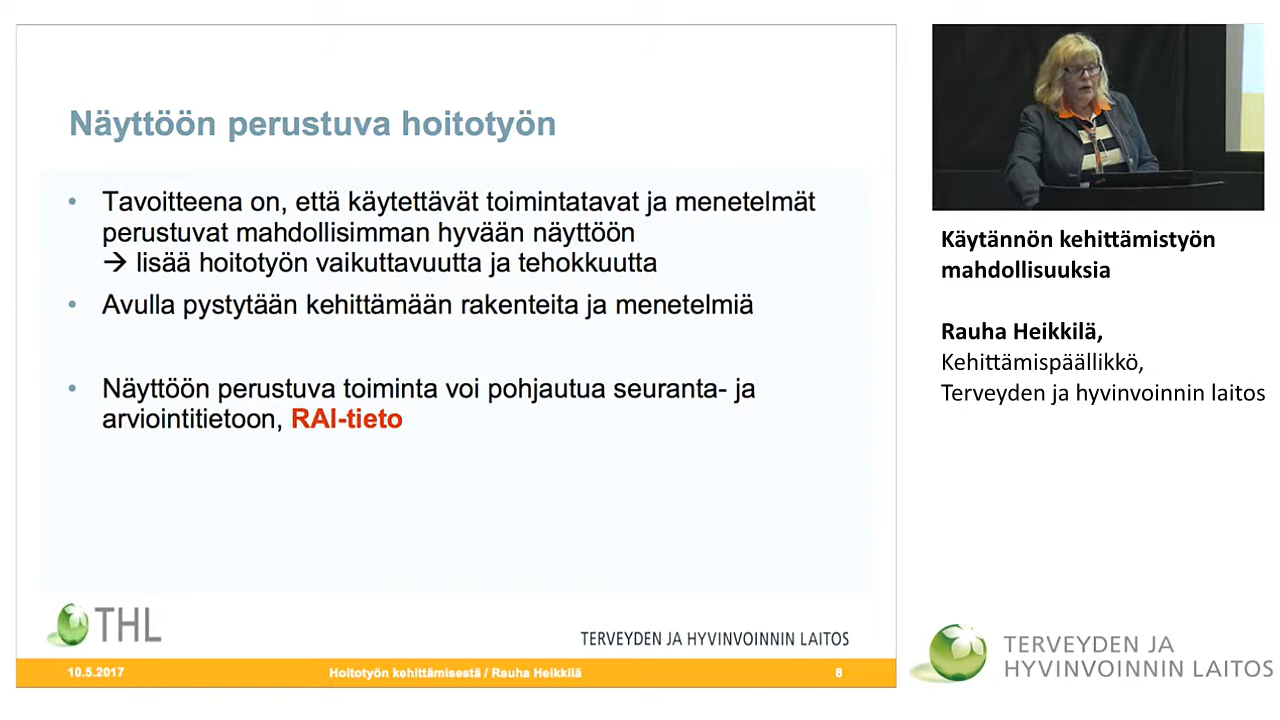 Näyttöön perustuva hoitotyön
• Tavoitteena on, että käytettävät toimintatavat ja menetelmät
perustuvat mahdollisimman hyvään näyttöön
→ lisää hoitotyön vaikuttavuutta ja tehokkuutta
• Avulla pystytään kehittämään rakenteita ja menetelmiä
• Näyttöön perustuva toiminta voi pohjautua seuranta- ja
arviointitietoon, RAI-tieto
THL
TERVEYDEN JA HYVINVOINNIN LAITOS
10.5.2017
Hoitotyön kehittämisestä / Rauha Heikkilä
8
Käytännön kehittämistyön
mahdollisuuksia
Rauha Heikkilä,
Kehittämispäällikkö,
Terveyden ja hyvinvoinnin laitos
TERVEYDEN JA
HYVINVOINNIN LAITOS